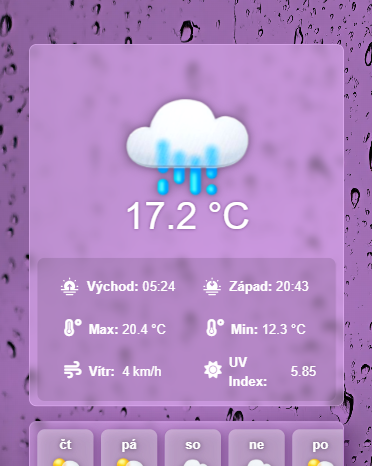 17.2 °C
Východ: 05:24 Západ: 20:43
Max: 20.4 °C Min: 12.3 °C
Vítr: 4 km/h UV Index: 5.85
čt pá so ne po